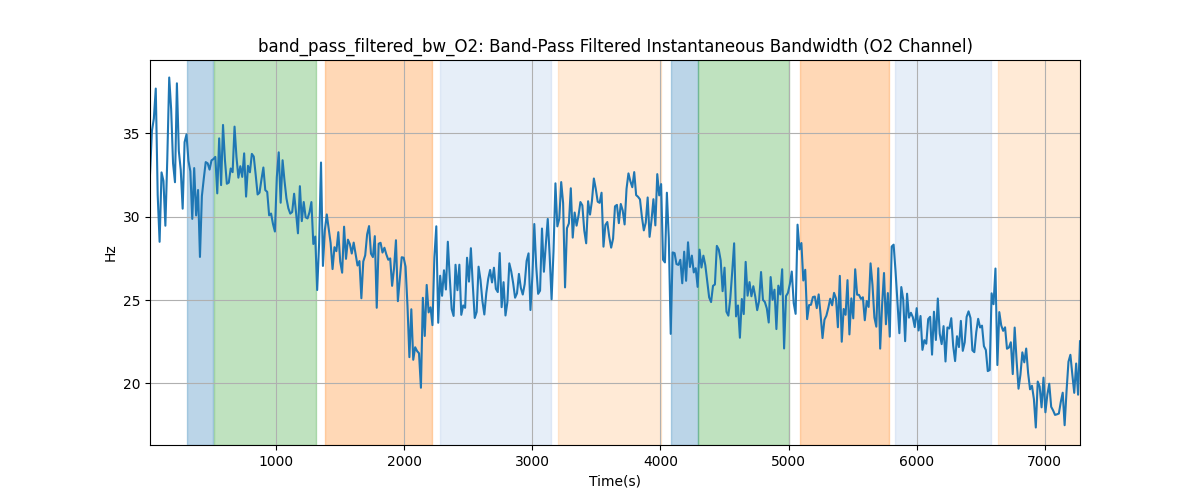 band_pass_filtered_bw_O2: Band-Pass Filtered Instantaneous Bandwidth (O2 Channel)
35
30
25
20
Hz
1000 2000 3000 4000 5000 6000 7000
Time(s)